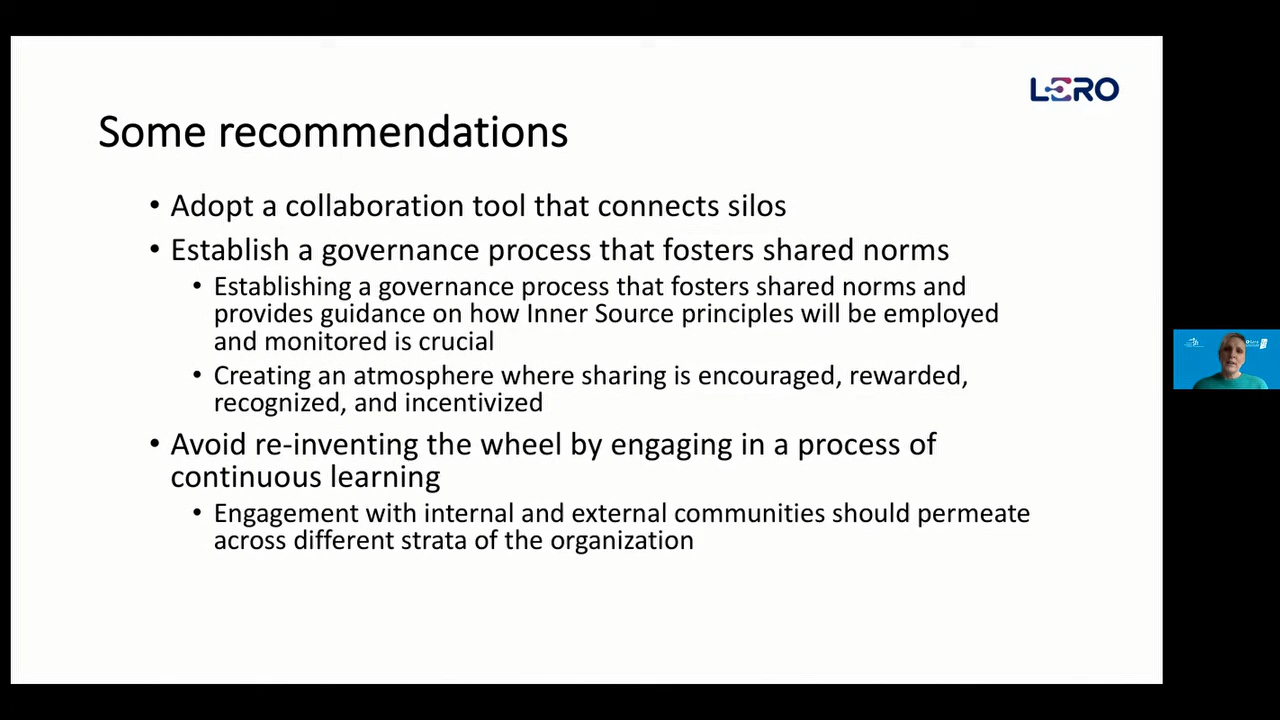 LERO
Some recommendations
• Adopt a collaboration tool that connects silos
• Establish a governance process that fosters shared norms
• Establishing a governance process that fosters shared norms and
provides guidance on how Inner Source principles will be employed
and monitored is crucial
• Creating an atmosphere where sharing is encouraged, rewarded,
recognized, and incentivized
• Avoid re-inventing the wheel by engaging in a process of
continuous learning
• Engagement with internal and external communities should permeate
across different strata of the organization